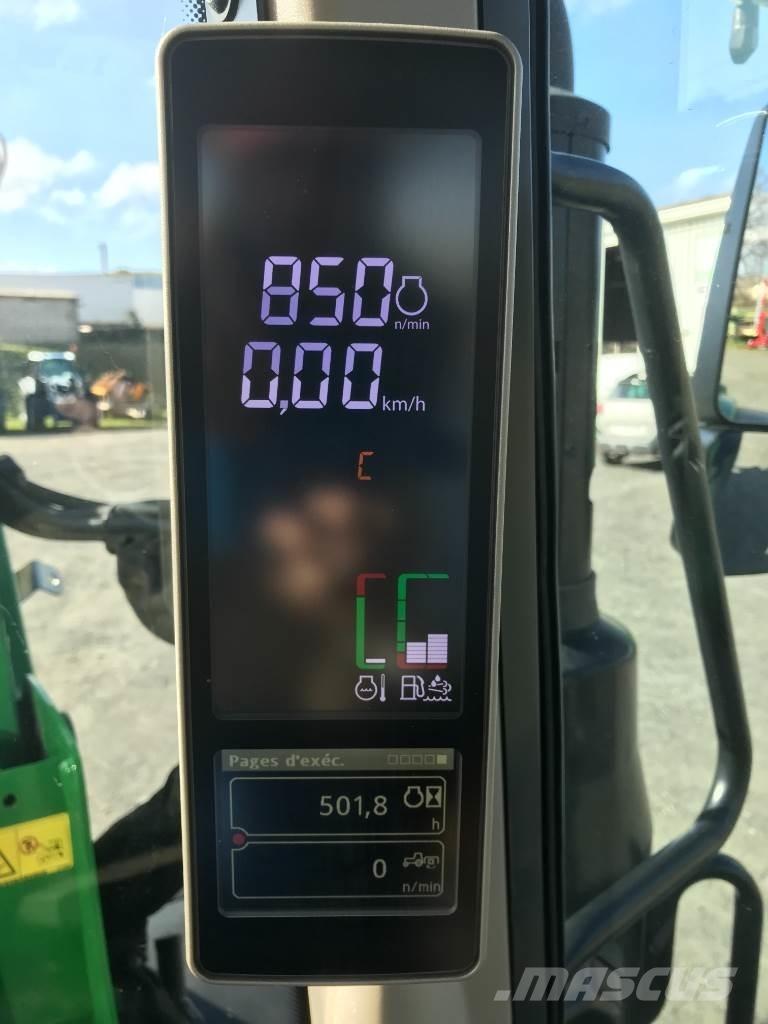 850
n/min
0,00 km/h
C
Pages d'exéc.
501,8
h
0
n/min
MASCUS